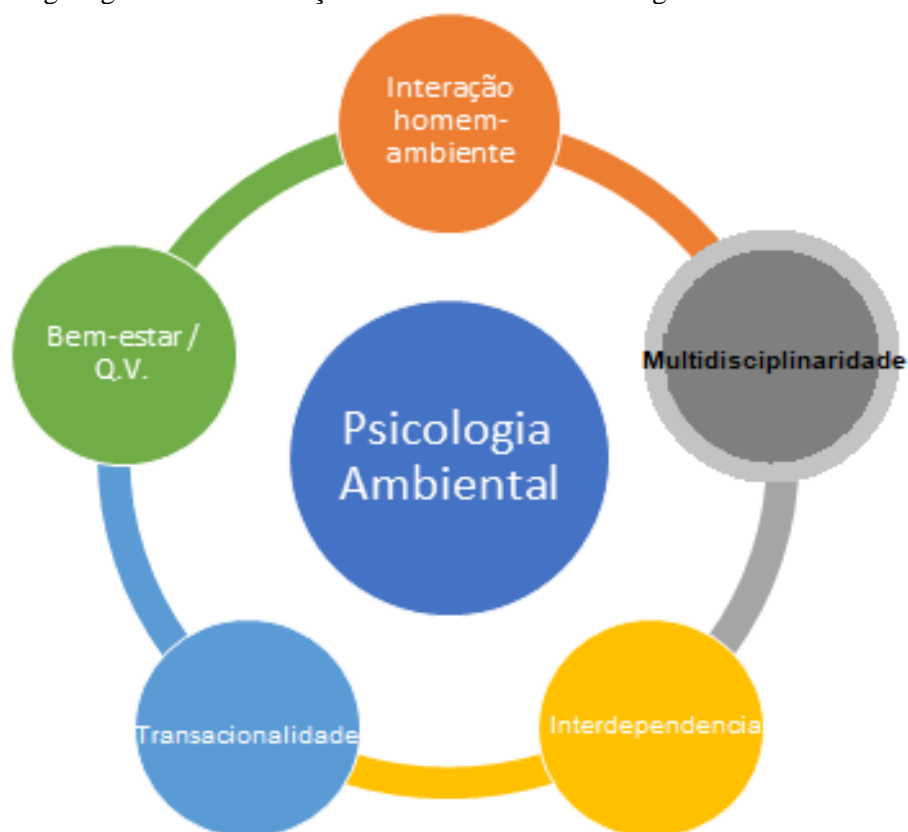 Interação
homem-
ambiente
Multidisciplinaridade
Bem-estar /
Q.V.
Psicologia
Ambiental
Transacionalidade
Interdependencia